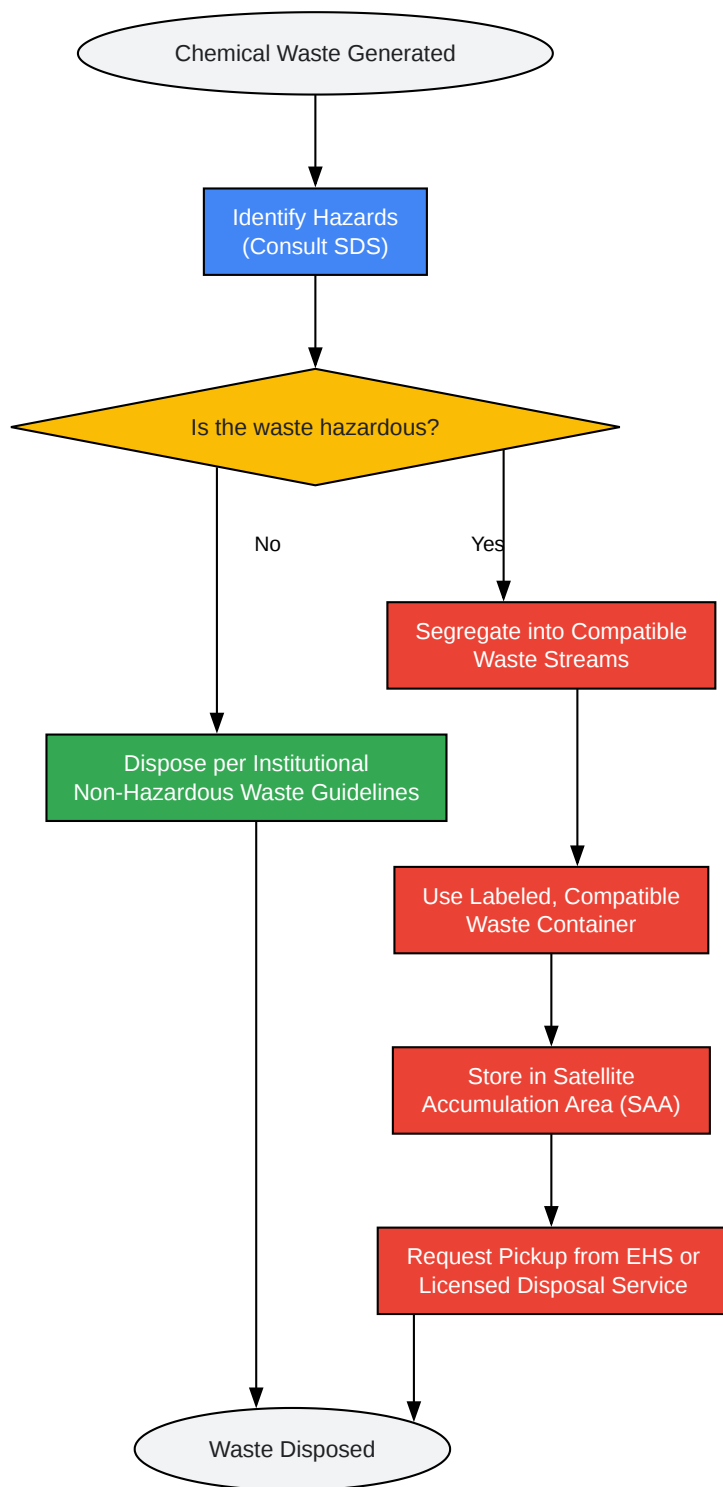 Chemical Waste Generated
Identify Hazards
(Consult SDS)
Is the waste hazardous?
No
Yes
Segregate into Compatible
Waste Streams
Dispose per Institutional
Non-Hazardous Waste Guidelines
Use Labeled, Compatible
Waste Container
Store in Satellite
Accumulation Area (SAA)
Request Pickup from EHS or
Licensed Disposal Service
Waste Disposed